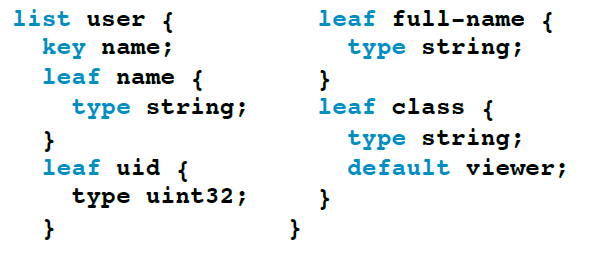 list user {
key name;
leaf name {
type string;
}
leaf uid {
type uint32;
}
leaf full-name {
type string;
}
leaf class {
type string;
default viewer;
}
}